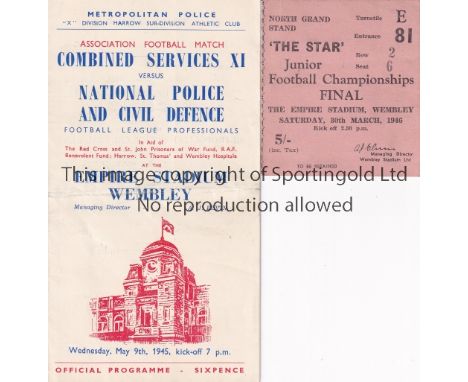 METROPOLITAN POLICE
"X" DIVISION HARROW SUB-DIVISION ATHLETIC CLUB
ASSOCIATION FOOTBALL MATCH
COMBINED SERVICES XI
VERSUS
NATIONAL POLICE
AND CIVIL DEFENCE
FOOTBALL LEAGUE PROFESSIONALS
In Aid of
The Red Cross and St. John Prisoners of War Fund, R.A.F.
Benevolent Fund: Harrow, St. Thomas' and Wembley Hospitals
AT THE
EMPIRE STADIUM
WEMBLEY
Managing Director
Wednesday, May 9th, 1945, kick-off 7 p.m.
OFFICIAL PROGRAMME - SIXPENCE
NORTH GRAND
STAND
Turnstile E
Entrance 81
'THE STAR'
Row 2
Seat 6
Junior
Football Championships
FINAL
THE EMPIRE STADIUM, WEMBLEY
SATURDAY, 30th MARCH, 1946
Kick off 2.30 p.m.
5/-
(inc. Tax)
Managing Director
Wembley Stadium Ltd
TO BE RETAINED
This image copyright of Sportingold Ltd
No reproduction allowed